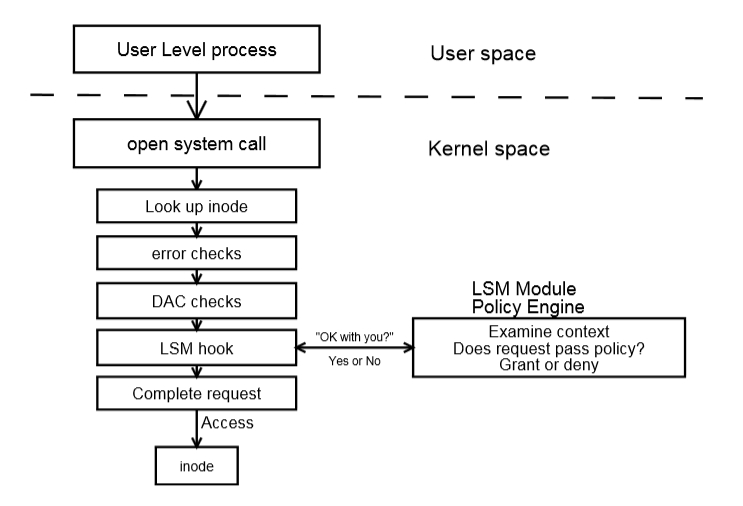 User Level process
User space
open system call
Kernel space
Look up inode
error checks
DAC checks
LSM Module
Policy Engine
LSM hook
"OK with you?"
Yes or No
Examine context
Does request pass policy?
Grant or deny
Complete request
Access
inode